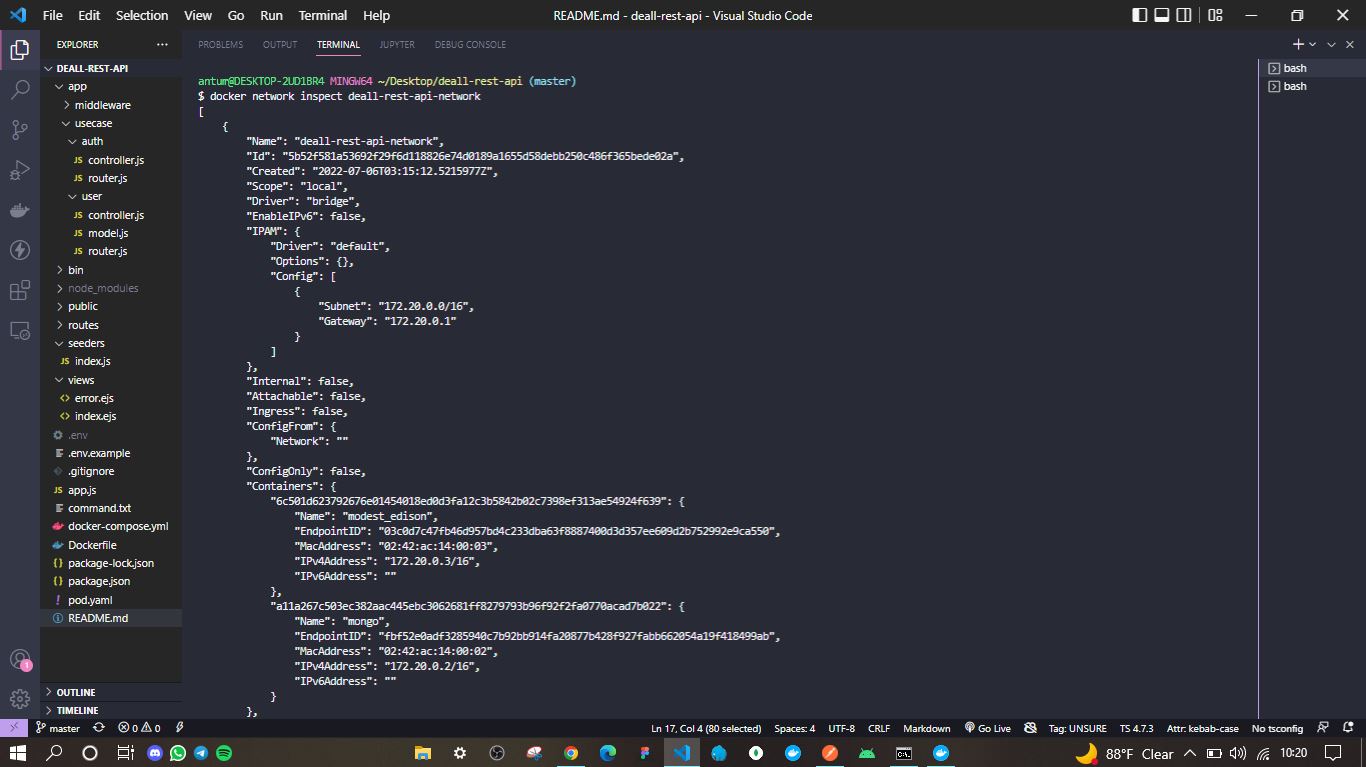 File Edit Selection View Go Run Terminal Help
README.md - deall-rest-api - Visual Studio Code
EXPLORER
DEALL-REST-API
app
middleware
usecase
auth
JS controller.js
JS router.js
user
JS controller.js
JS model.js
JS router.js
bin
node_modules
public
routes
seeders
JS index.js
views
<> error.ejs
<> index.ejs
.env
.env.example
.gitignore
JS app.js
command.txt
docker-compose.yml
Dockerfile
{} package-lock.json
{} package.json
! pod.yaml
README.md
OUTLINE
TIMELINE
PROBLEMS OUTPUT TERMINAL JUPYTER DEBUG CONSOLE
bash
bash
antum@DESKTOP-2UD1BR4 MINGW64 ~/Desktop/deall-rest-api (master)
$ docker network inspect deall-rest-api-network
[
{
"Name": "deall-rest-api-network",
"Id": "5b52f581a53692f29f6d118826e74d0189a1655d58debb250c486f365bede02a",
"Created": "2022-07-06T03:15:12.5215977Z",
"Scope": "local",
"Driver": "bridge",
"EnableIPv6": false,
"IPAM": {
"Driver": "default",
"Options": {},
"Config": [
{
"Subnet": "172.20.0.0/16",
"Gateway": "172.20.0.1"
}
]
},
"Internal": false,
"Attachable": false,
"Ingress": false,
"ConfigFrom": {
"Network": ""
},
"ConfigOnly": false,
"Containers": {
"6c501d623792676e01454018ed0d3fa12c3b5842b02c7398ef313ae54924f639": {
"Name": "modest_edison",
"EndpointID": "03c0d7c47fb46d957bd4c233dba63f8887400d3d357ee609d2b752992e9ca550",
"MacAddress": "02:42:ac:14:00:03",
"IPv4Address": "172.20.0.3/16",
"IPv6Address": ""
},
"a11a267c503ec382aac445ebc3062681ff8279793b96f92f2fa0770acad7b022": {
"Name": "mongo",
"EndpointID": "fbf52e0adf3285940c7b92bb914fa20877b428f927fabb662054a19f418499ab",
"MacAddress": "02:42:ac:14:00:02",
"IPv4Address": "172.20.0.2/16",
"IPv6Address": ""
}
},
1
master 0 0 Ln 17, Col 4 (80 selected) Spaces: 4 UTF-8 CRLF Markdown Go Live Tag: UNSURE TS 4.7.3 Attr: kebab-case No tsconfig
88°F Clear 10:20